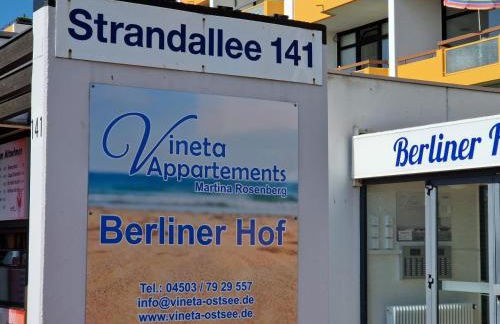 Strandallee 141
141
Vineta
Appartements
Martina Rosenberg
Berliner Hof
Berliner Hof
Tel.: 04503 / 79 29 557
info@vineta-ostsee.de
www.vineta-ostsee.de